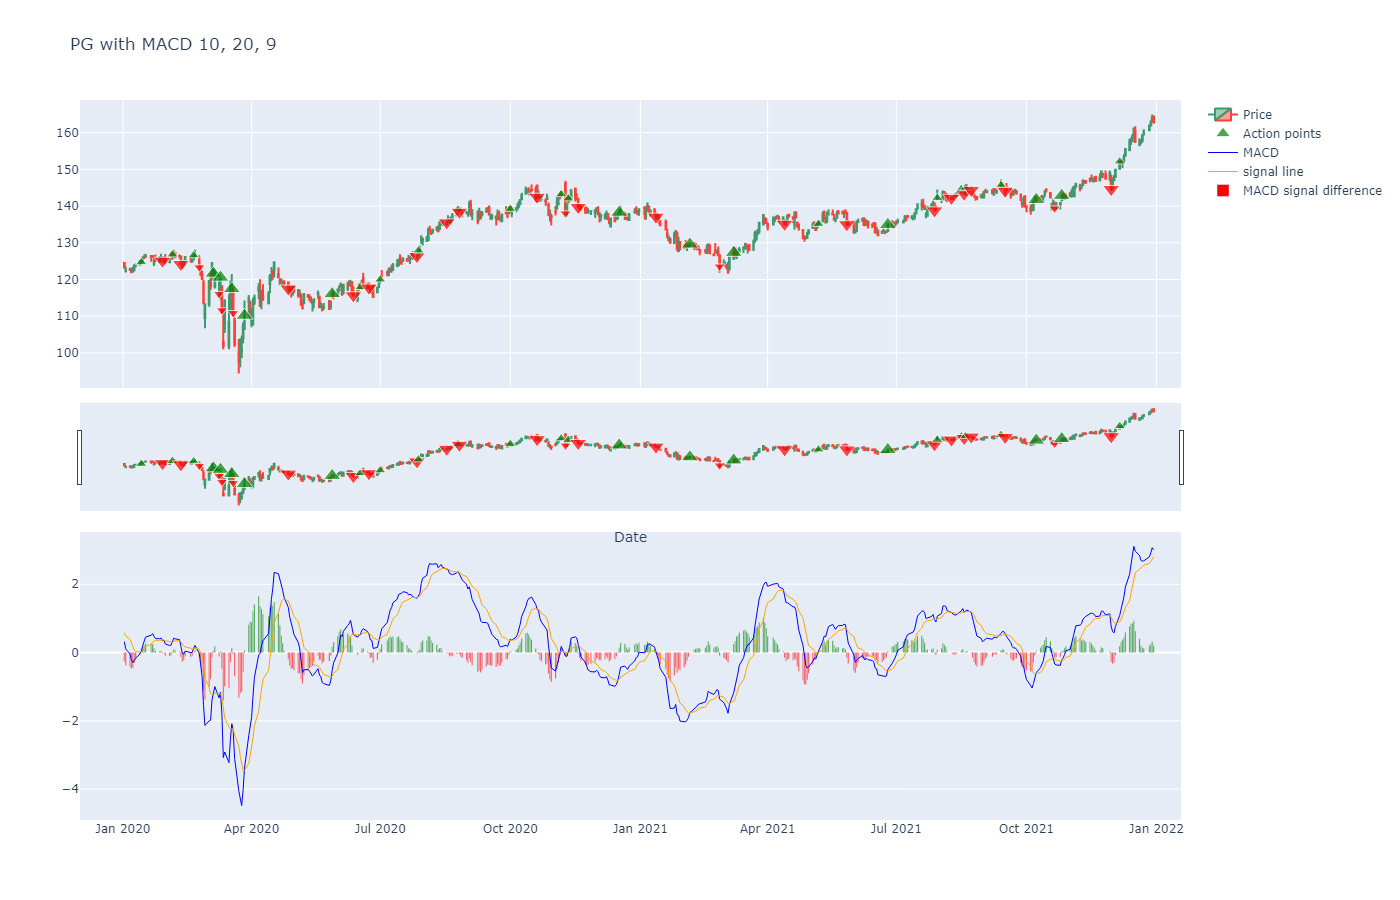 PG with MACD 10, 20, 9
160
150
140
130
120
110
100
Price
Action points
MACD
signal line
MACD signal difference
Date
2
0
−2
−4
Jan 2020
Apr 2020
Jul 2020
Oct 2020
Jan 2021
Apr 2021
Jul 2021
Oct 2021
Jan 2022